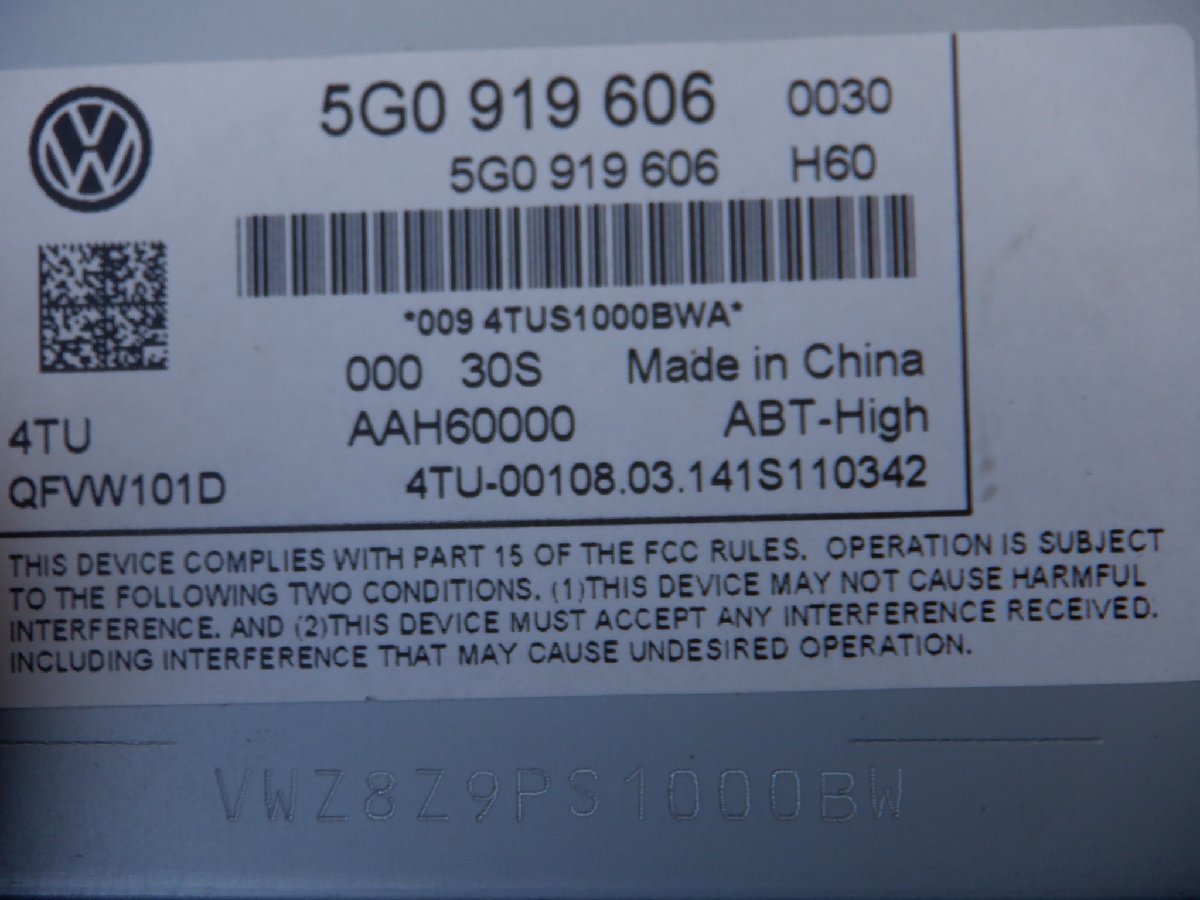 5G0 919 606 0030
5G0 919 606 H60
*009 4TUS1000BWA*
000 30S Made in China
4TU AAH60000 ABT-High
QFVW101D 4TU-00108.03.141S110342
THIS DEVICE COMPLIES WITH PART 15 OF THE FCC RULES. OPERATION IS SUBJECT
TO THE FOLLOWING TWO CONDITIONS. (1)THIS DEVICE MAY NOT CAUSE HARMFUL
INTERFERENCE. AND (2)THIS DEVICE MUST ACCEPT ANY INTERFERENCE RECEIVED.
INCLUDING INTERFERENCE THAT MAY CAUSE UNDESIRED OPERATION.
VWZ8Z9PS1000BW